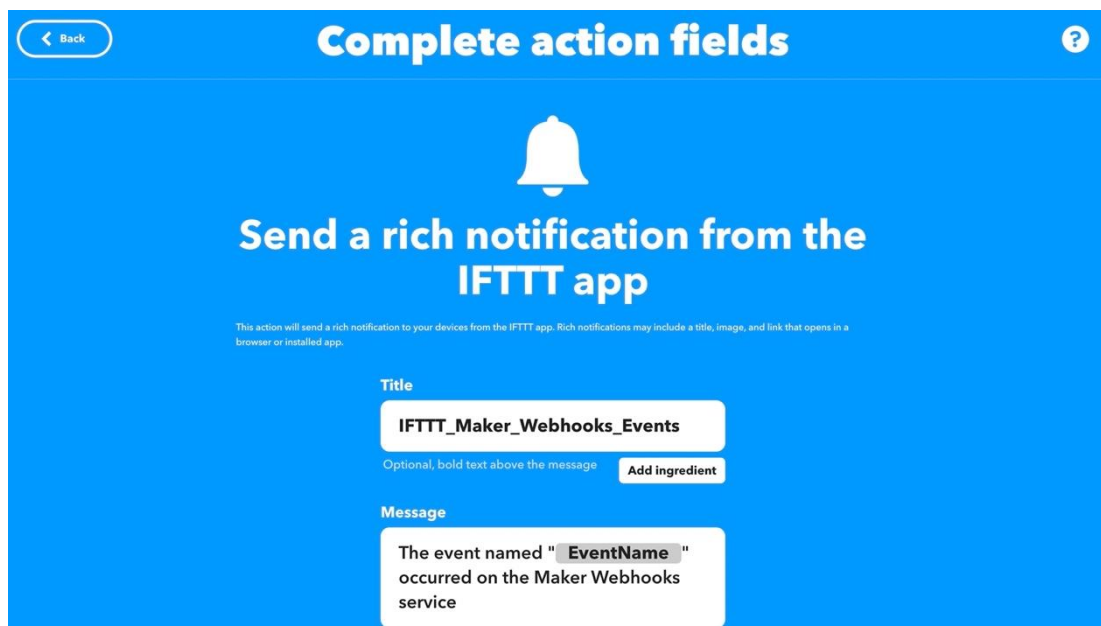 Back
Complete action fields
?
Send a rich notification from the
IFTTT app
This action will send a rich notification to your devices from the IFTTT app. Rich notifications may include a title, image, and link that opens in a
browser or installed app.
Title
IFTTT_Maker_Webhooks_Events
Optional, bold text above the message
Add ingredient
Message
The event named " EventName "
occurred on the Maker Webhooks
service